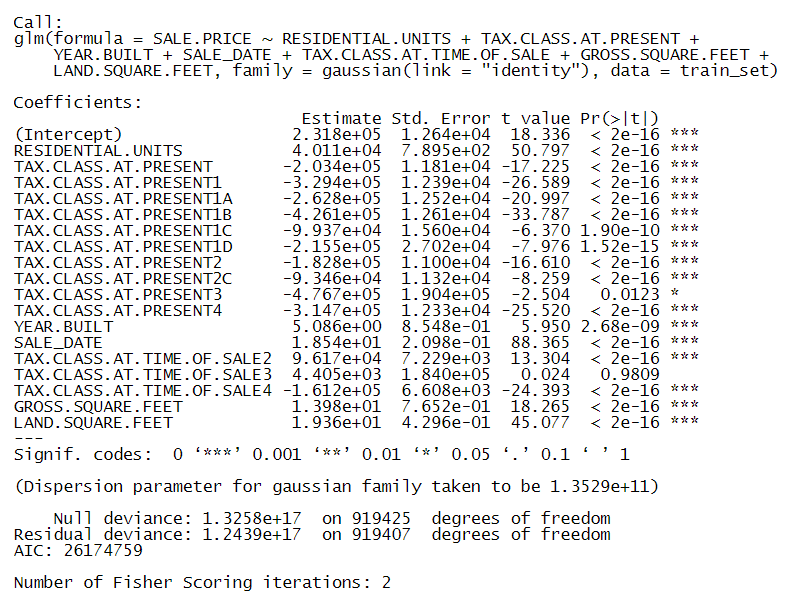 Call:
glm(formula = SALE.PRICE ~ RESIDENTIAL.UNITS + TAX.CLASS.AT.PRESENT +
    YEAR.BUILT + SALE_DATE + TAX.CLASS.AT.TIME.OF.SALE + GROSS.SQUARE.FEET +
    LAND.SQUARE.FEET, family = gaussian(link = "identity"), data = train_set)

Coefficients:
                             Estimate Std. Error t value Pr(>|t|)
(Intercept)                 2.318e+05  1.264e+04  18.336  < 2e-16 ***
RESIDENTIAL.UNITS           4.011e+04  7.895e+02  50.797  < 2e-16 ***
TAX.CLASS.AT.PRESENT       -2.034e+05  1.181e+04 -17.225  < 2e-16 ***
TAX.CLASS.AT.PRESENT1      -3.294e+05  1.239e+04 -26.589  < 2e-16 ***
TAX.CLASS.AT.PRESENT1A     -2.628e+05  1.252e+04 -20.997  < 2e-16 ***
TAX.CLASS.AT.PRESENT1B     -4.261e+05  1.261e+04 -33.787  < 2e-16 ***
TAX.CLASS.AT.PRESENT1C     -9.937e+04  1.560e+04  -6.370 1.90e-10 ***
TAX.CLASS.AT.PRESENT1D     -2.155e+05  2.702e+04  -7.976 1.52e-15 ***
TAX.CLASS.AT.PRESENT2      -1.828e+05  1.100e+04 -16.610  < 2e-16 ***
TAX.CLASS.AT.PRESENT2C     -9.346e+04  1.132e+04  -8.259  < 2e-16 ***
TAX.CLASS.AT.PRESENT3      -4.767e+05  1.904e+05  -2.504   0.0123 *
TAX.CLASS.AT.PRESENT4      -3.147e+05  1.233e+04 -25.520  < 2e-16 ***
YEAR.BUILT                  5.086e+00  8.548e-01   5.950 2.68e-09 ***
SALE_DATE                   1.854e+01  2.098e-01  88.365  < 2e-16 ***
TAX.CLASS.AT.TIME.OF.SALE2  9.617e+04  7.229e+03  13.304  < 2e-16 ***
TAX.CLASS.AT.TIME.OF.SALE3  4.405e+03  1.840e+05   0.024   0.9809
TAX.CLASS.AT.TIME.OF.SALE4 -1.612e+05  6.608e+03 -24.393  < 2e-16 ***
GROSS.SQUARE.FEET           1.398e+01  7.652e-01  18.265  < 2e-16 ***
LAND.SQUARE.FEET            1.936e+01  4.296e-01  45.077  < 2e-16 ***
---
Signif. codes:  0 ‘***’ 0.001 ‘**’ 0.01 ‘*’ 0.05 ‘.’ 0.1 ‘ ’ 1

(Dispersion parameter for gaussian family taken to be 1.3529e+11)

    Null deviance: 1.3258e+17  on 919425  degrees of freedom
Residual deviance: 1.2439e+17  on 919407  degrees of freedom
AIC: 26174759

Number of Fisher Scoring iterations: 2